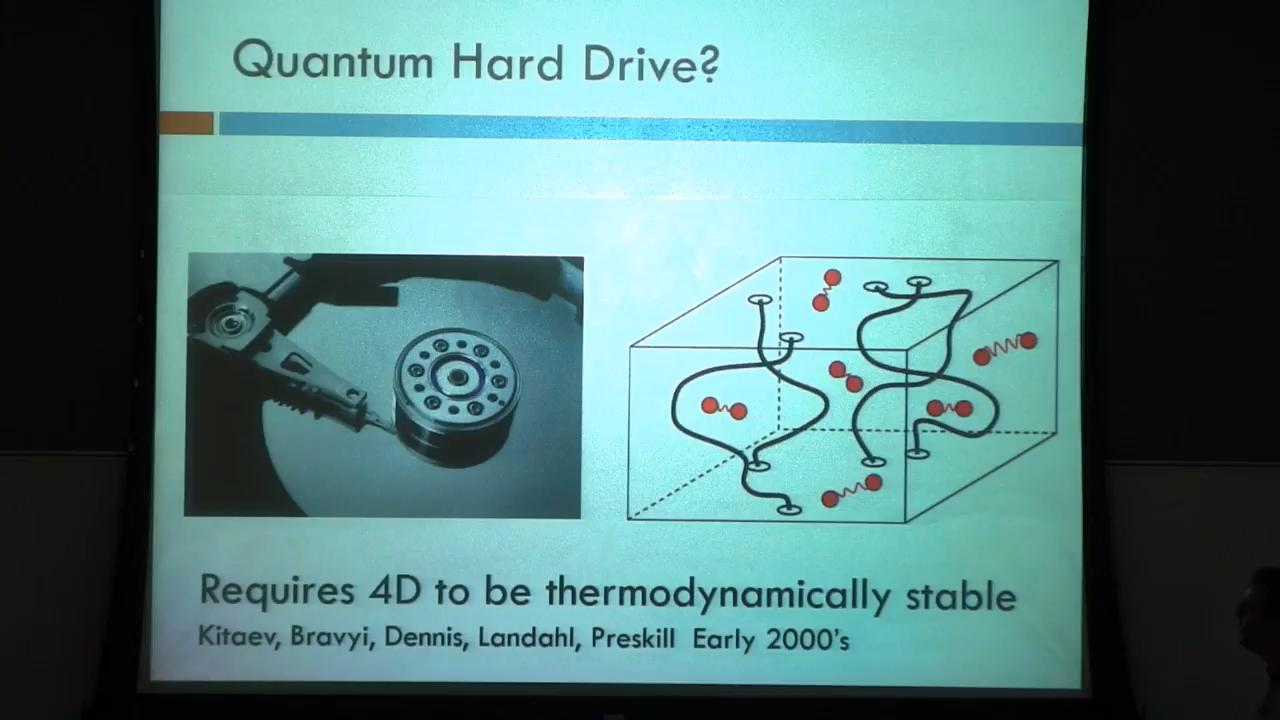 Quantum Hard Drive?
Requires 4D to be thermodynamically stable
Kitaev, Bravyi, Dennis, Landahl, Preskill Early 2000's